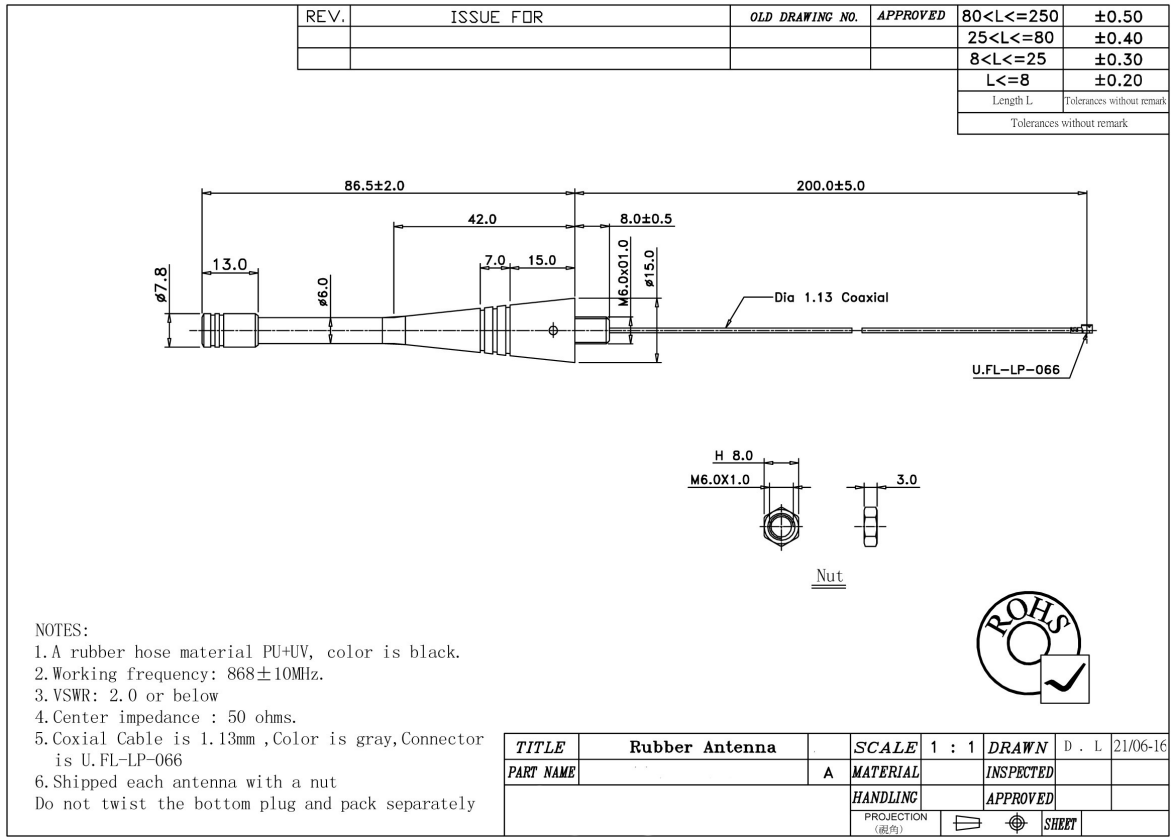 REV. ISSUE FOR OLD DRAWING NO. APPROVED 80<L<=250 ±0.50
25<L<=80 ±0.40
8<L<=25 ±0.30
L<=8 ±0.20
Length L Tolerances without remark
Tolerances without remark
86.5±2.0 200.0±5.0
42.0 8.0±0.5
13.0 7.0 15.0
ø7.8 ø6.0 M6.0x01.0 ø15.0
Dia 1.13 Coaxial
U.FL-LP-066
H 8.0
M6.0X1.0 3.0
Nut
ROHS
NOTES:
1.A rubber hose material PU+UV, color is black.
2.Working frequency: 868±10MHz.
3.VSWR: 2.0 or below
4.Center impedance : 50 ohms.
5.Coxial Cable is 1.13mm ,Color is gray,Connector
is U.FL-LP-066
6.Shipped each antenna with a nut
Do not twist the bottom plug and pack separately
TITLE Rubber Antenna SCALE 1 : 1 DRAWN D . L 21/06-16
PART NAME A MATERIAL INSPECTED
HANDLING APPROVED
PROJECTION
(視角) SHEET